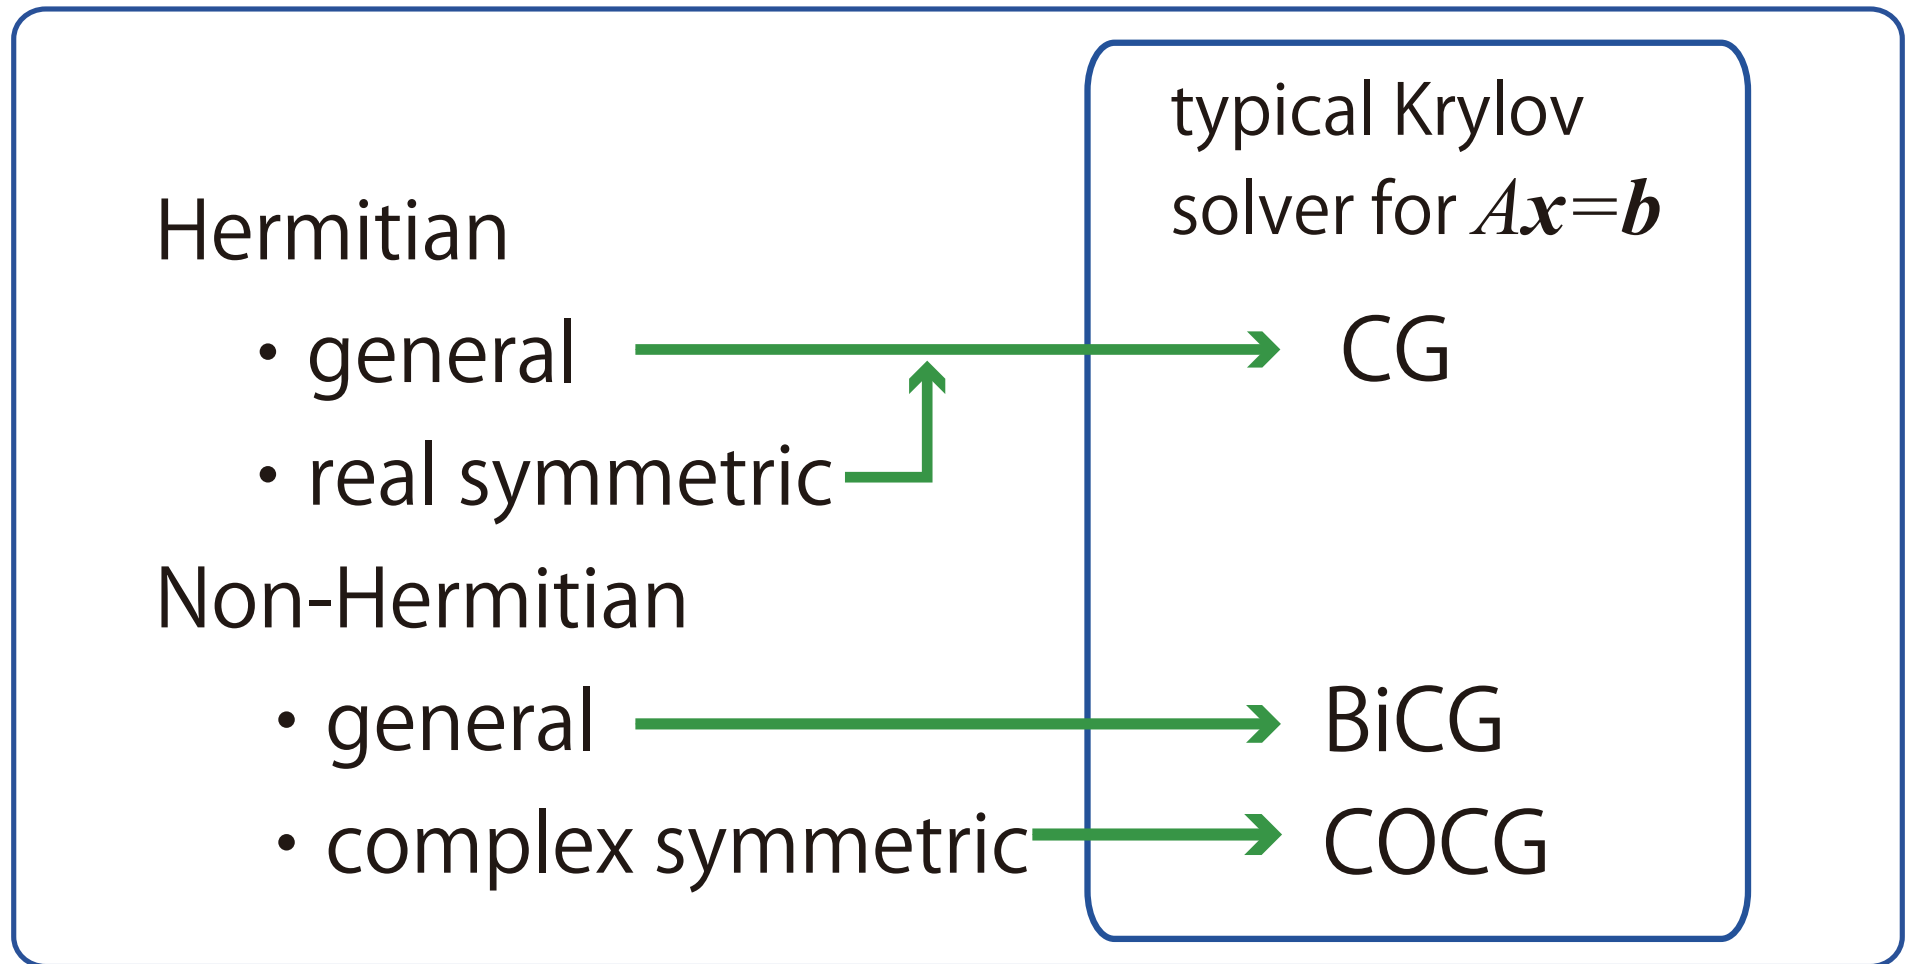 typical Krylov
solver for Ax=b
Hermitian
・general
CG
・real symmetric
Non-Hermitian
・general
BiCG
・complex symmetric
COCG